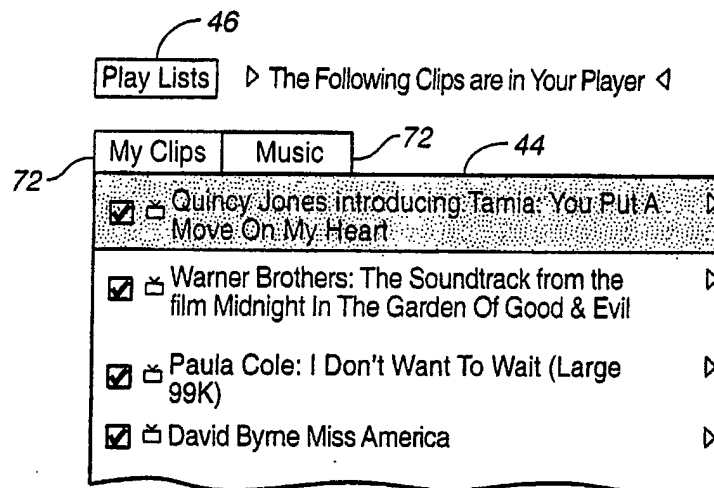 46
Play Lists ▷ The Following Clips are in Your Player ◁
My Clips Music 72
72 44
Quincy Jones introducing Tamia: You Put A
Move On My Heart
Warner Brothers: The Soundtrack from the
film Midnight In The Garden Of Good & Evil
Paula Cole: I Don't Want To Wait (Large
99K)
David Byrne Miss America